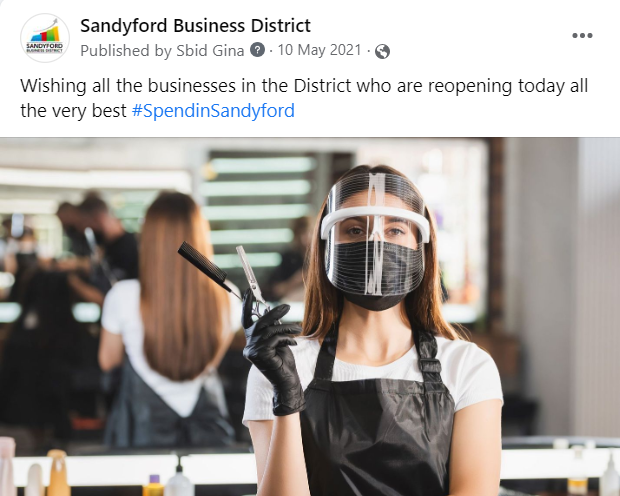 Sandyford Business District
SANDYFORD
BUSINESS DISTRICT
Published by Sbid Gina ? · 10 May 2021 ·
Wishing all the businesses in the District who are reopening today all
the very best #SpendinSandyford